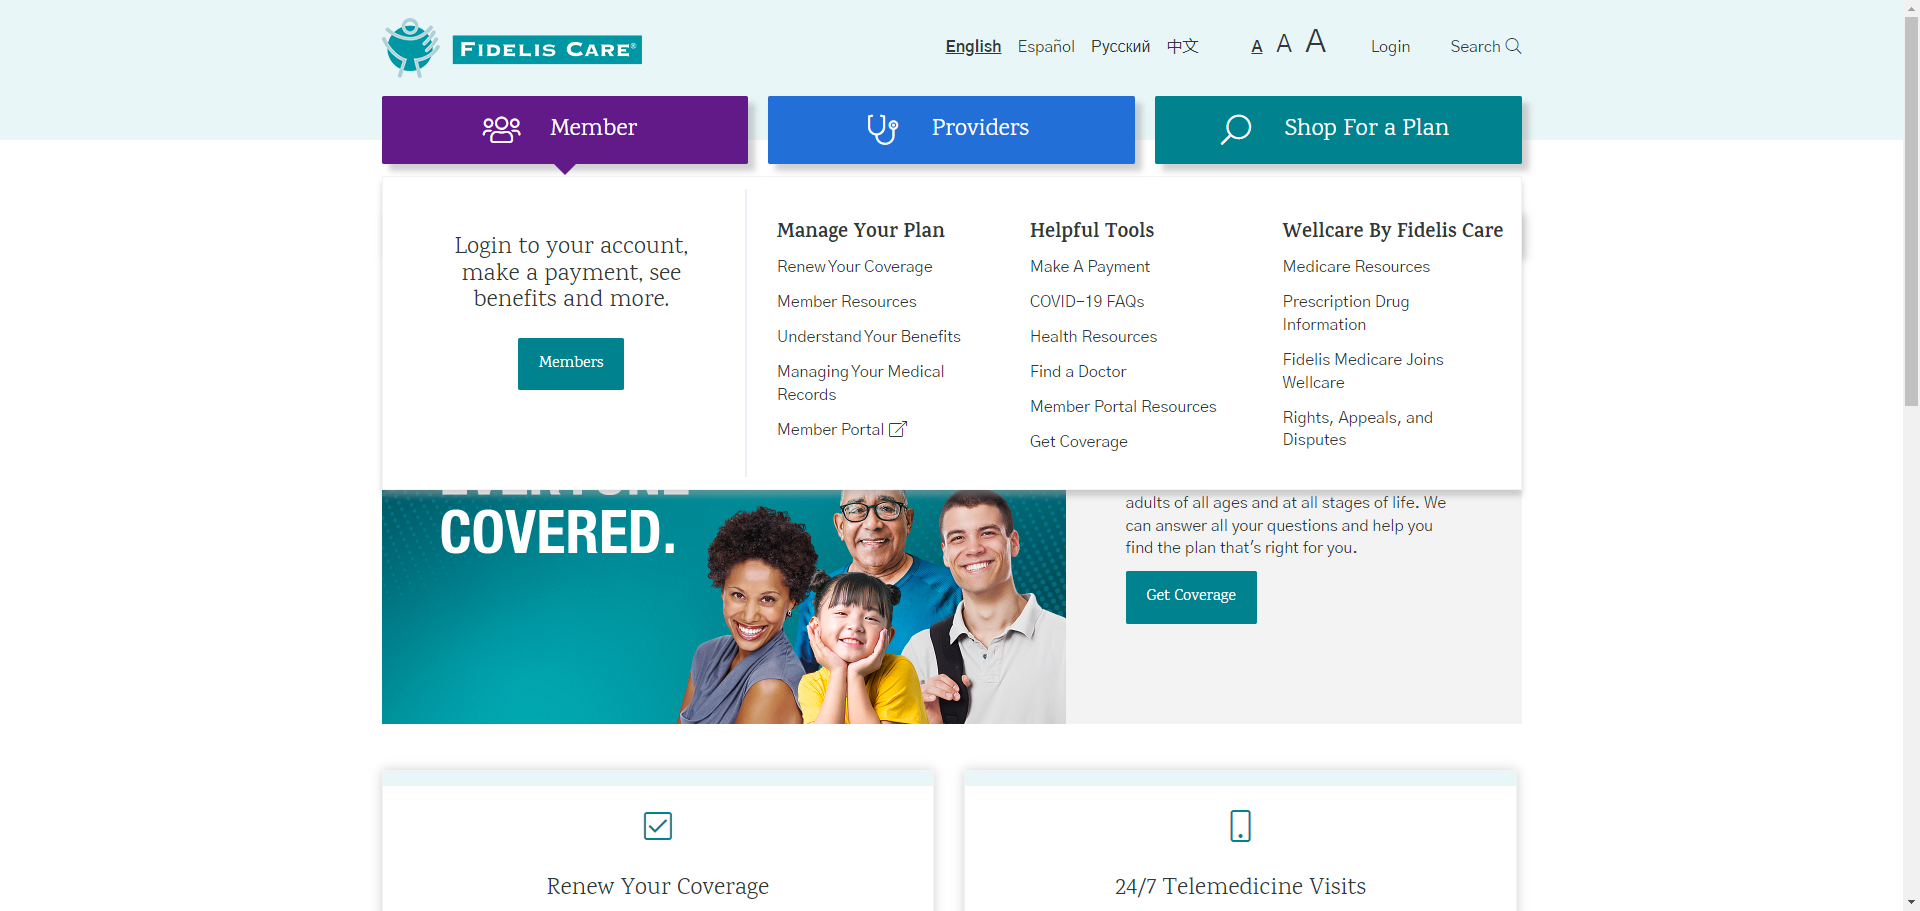 FIDELIS CARE®
English Español Русский 中文 A A A Login Search
Member
Providers
Shop For a Plan
Login to your account,
make a payment, see
benefits and more.
Members
Manage Your Plan
Renew Your Coverage
Member Resources
Understand Your Benefits
Managing Your Medical
Records
Member Portal
Helpful Tools
Make A Payment
COVID-19 FAQs
Health Resources
Find a Doctor
Member Portal Resources
Get Coverage
Wellcare By Fidelis Care
Medicare Resources
Prescription Drug
Information
Fidelis Medicare Joins
Wellcare
Rights, Appeals, and
Disputes
COVERED.
adults of all ages and at all stages of life. We
can answer all your questions and help you
find the plan that's right for you.
Get Coverage
Renew Your Coverage
24/7 Telemedicine Visits